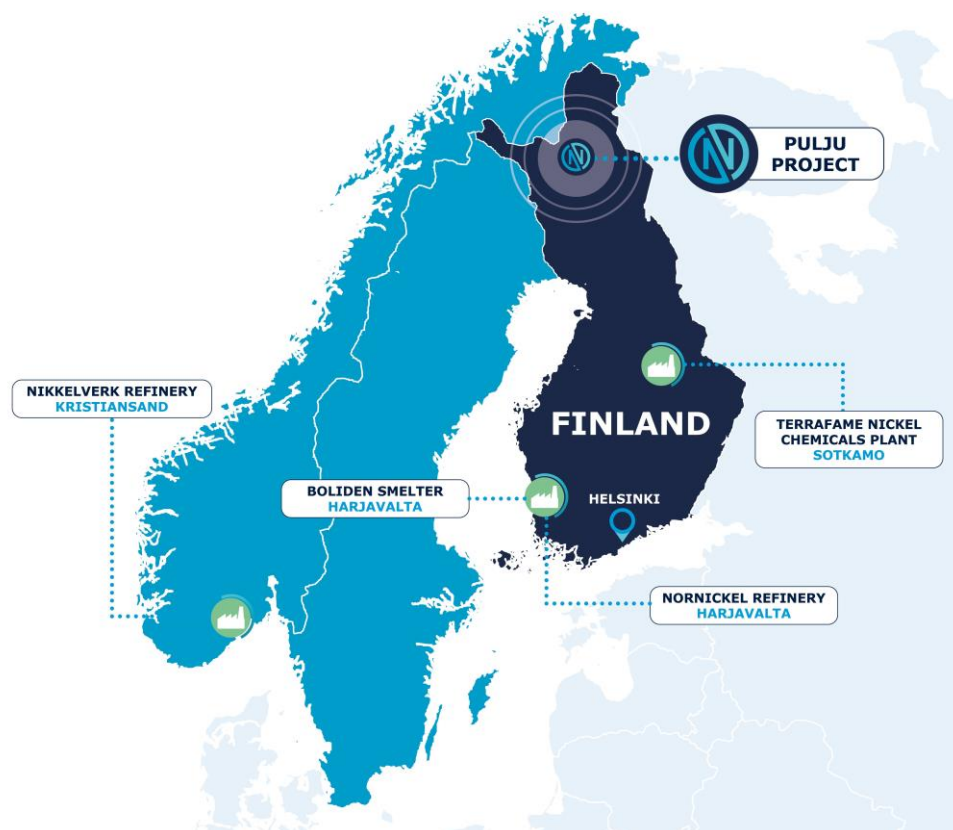 PULJU
PROJECT
NIKKELVERK REFINERY
KRISTIANSAND
FINLAND
TERRAFAME NICKEL
CHEMICALS PLANT
SOTKAMO
BOLIDEN SMELTER
HARJAVALTA
HELSINKI
NORNICKEL REFINERY
HARJAVALTA